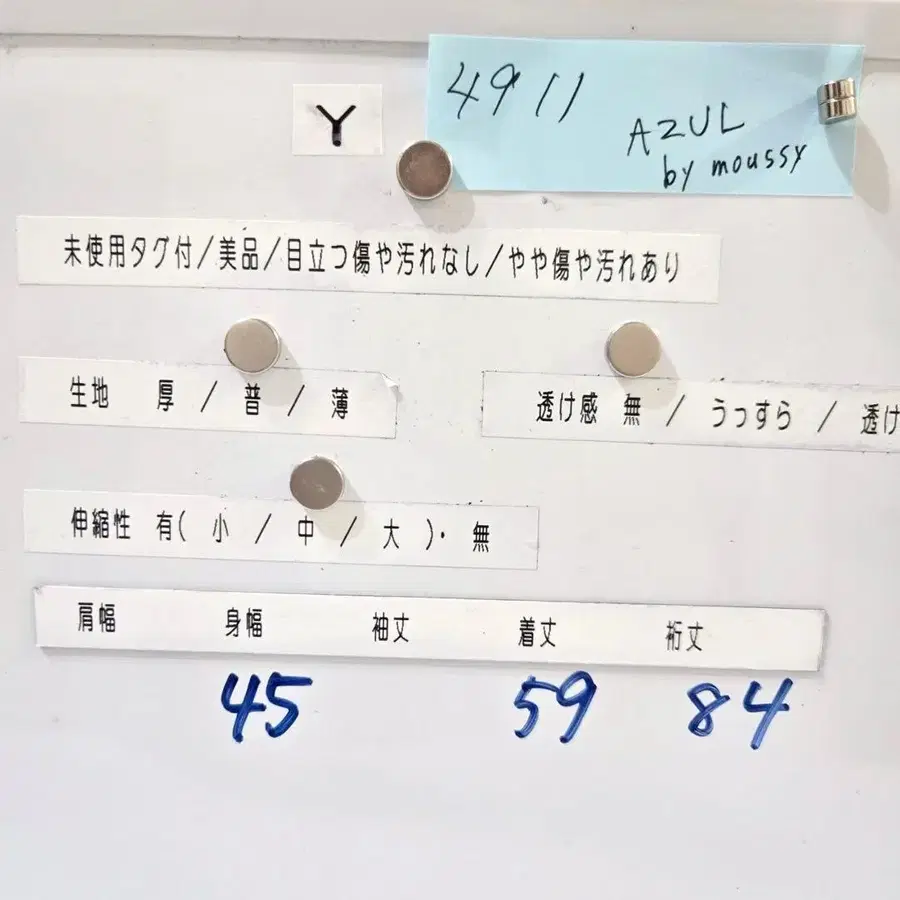 4911
Y
AZUL
by moussy
未使用タグ付/美品/目立つ傷や汚れなし/やや傷や汚れあり
生地 厚 / 普 / 薄
透け感 無 / うっすら / 透け
伸縮性 有( 小 / 中 / 大 )・ 無
肩幅 身幅 袖丈 着丈 裄丈
45 59 84